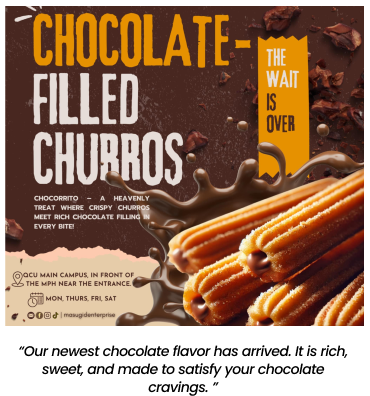 CHOCOLATE-
FILLED
CHURROS
THE
WAIT
IS
OVER
CHOCORRITO – A HEAVENLY
TREAT WHERE CRISPY CHURROS
MEET RICH CHOCOLATE FILLING IN
EVERY BITE!
QCU MAIN CAMPUS, IN FRONT OF
THE MPH NEAR THE ENTRANCE.
MON, THURS, FRI, SAT
| masugidenterprise
“Our newest chocolate flavor has arrived. It is rich,
sweet, and made to satisfy your chocolate
cravings. ”